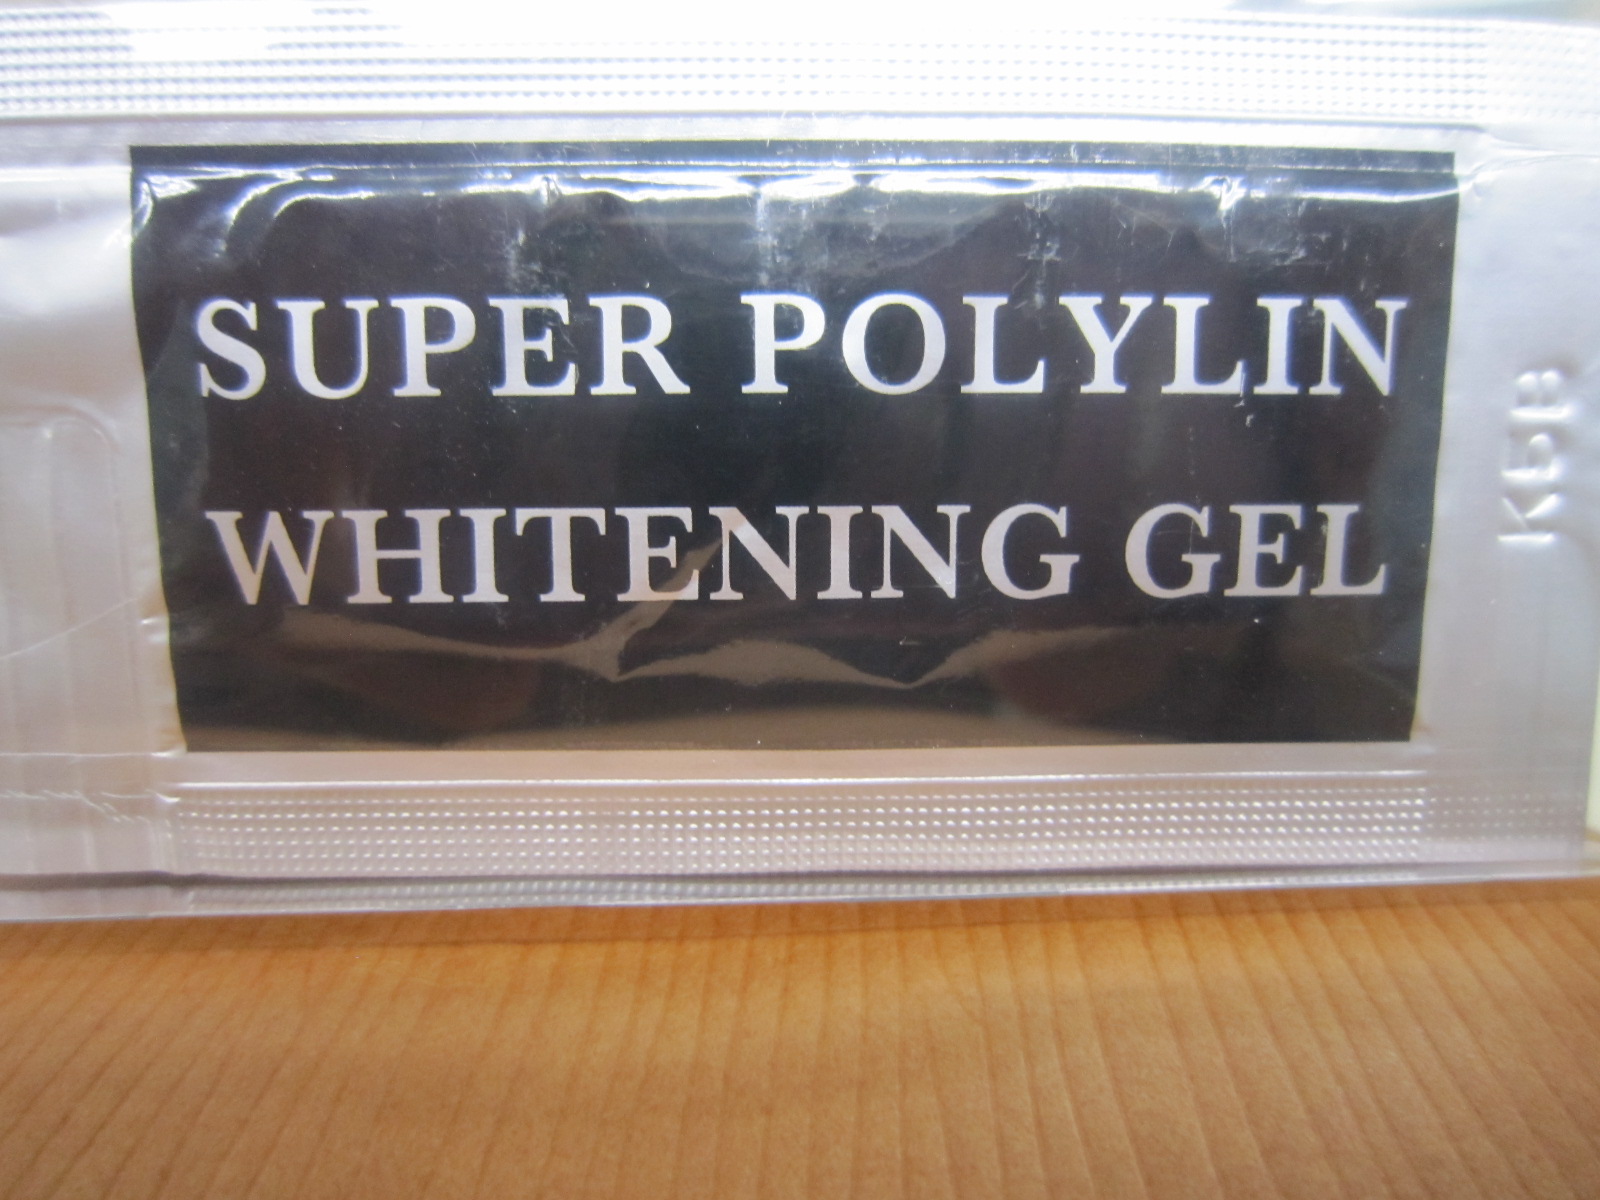 SUPER POLYLIN
WHITENING GEL